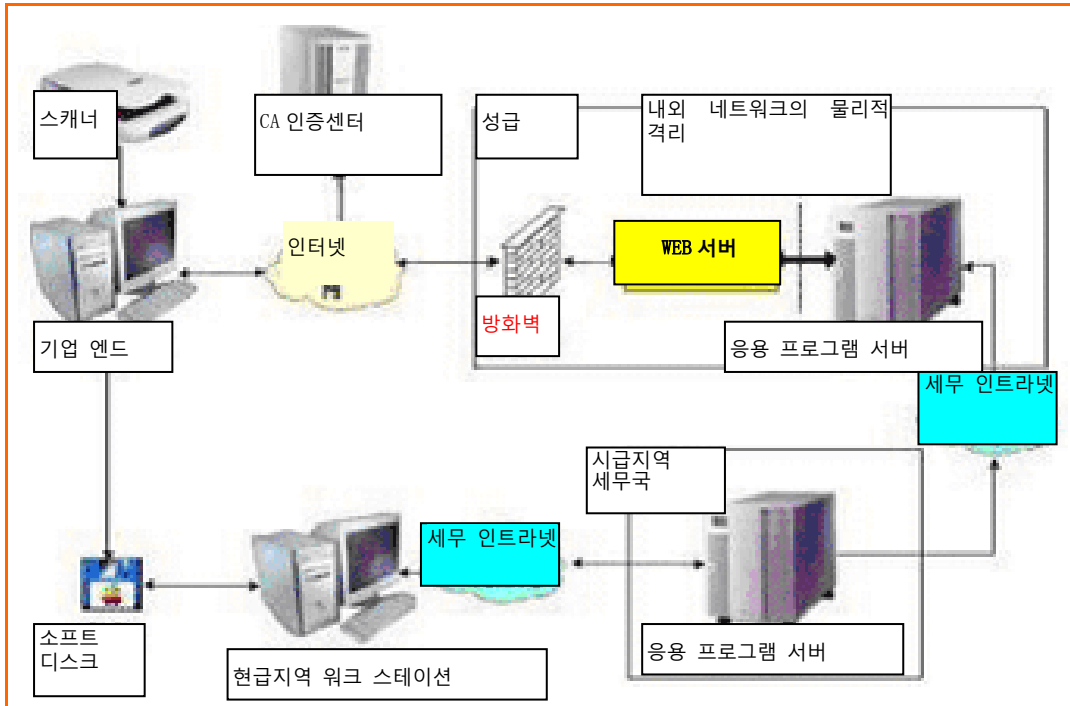 스캐너
CA 인증센터
성급
내외 네트워크의 물리적
격리
인터넷
WEB 서버
방화벽
기업 엔드
응용 프로그램 서버
세무 인트라넷
시급지역
세무국
세무 인트라넷
소프트
디스크
현급지역 워크 스테이션
응용 프로그램 서버